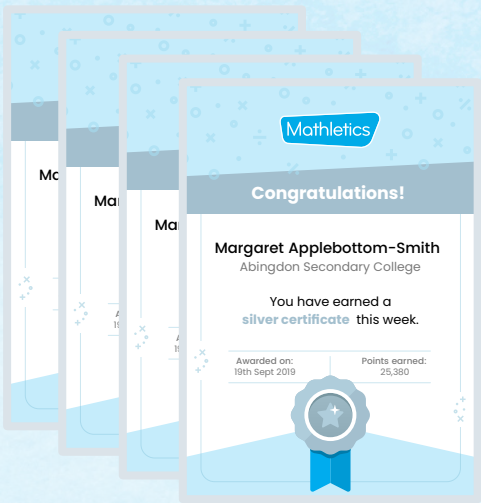 Mathletics
Congratulations!
Margaret Applebottom-Smith
Abingdon Secondary College
You have earned a
silver certificate this week.
Awarded on:
19th Sept 2019
Points earned:
25,380